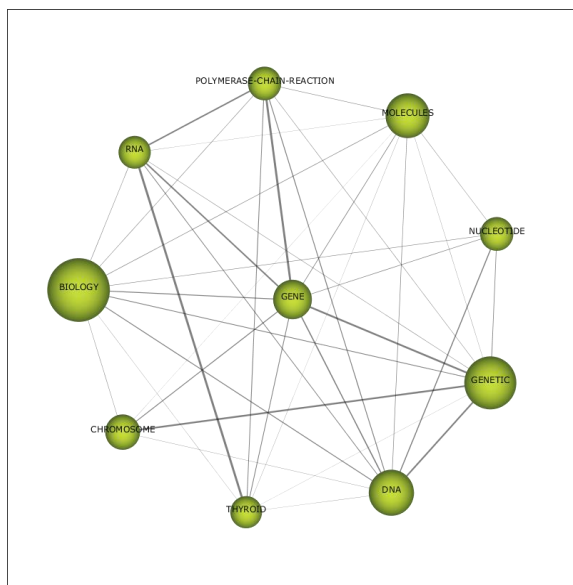 POLYMERASE-CHAIN-REACTION
MOLECULES
RNA
NUCLEOTIDE
BIOLOGY
GENE
GENETIC
CHROMOSOME
DNA
THYROID